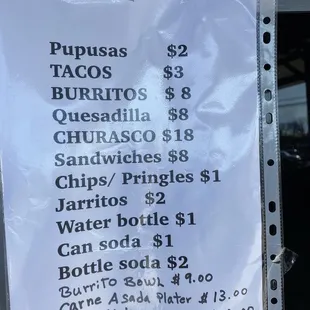 Pupusas $2
TACOS $3
BURRITOS $ 8
Quesadilla $8
CHURASCO $18
Sandwiches $8
Chips/ Pringles $1
Jarritos $2
Water bottle $1
Can soda $1
Bottle soda $2
Burrito Bowl $ 9.00
Carne Asada Plater $ 13.00